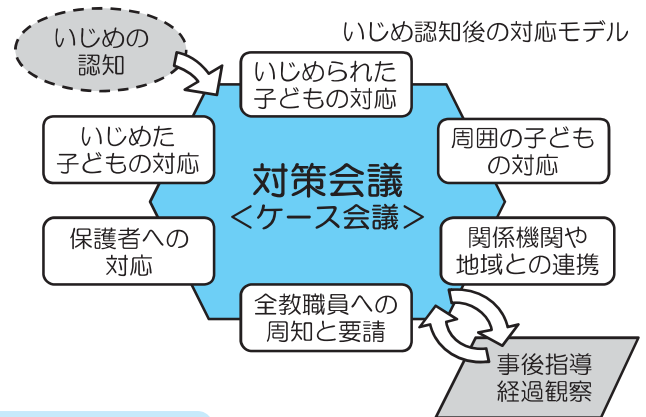 いじめ認知後の対応モデル
いじめの
認知
いじめられた
子どもの対応
いじめた
子どもの対応
周囲の子ども
の対応
対策会議
＜ケース会議＞
保護者への
対応
関係機関や
地域との連携
全教職員への
周知と要請
事後指導
経過観察